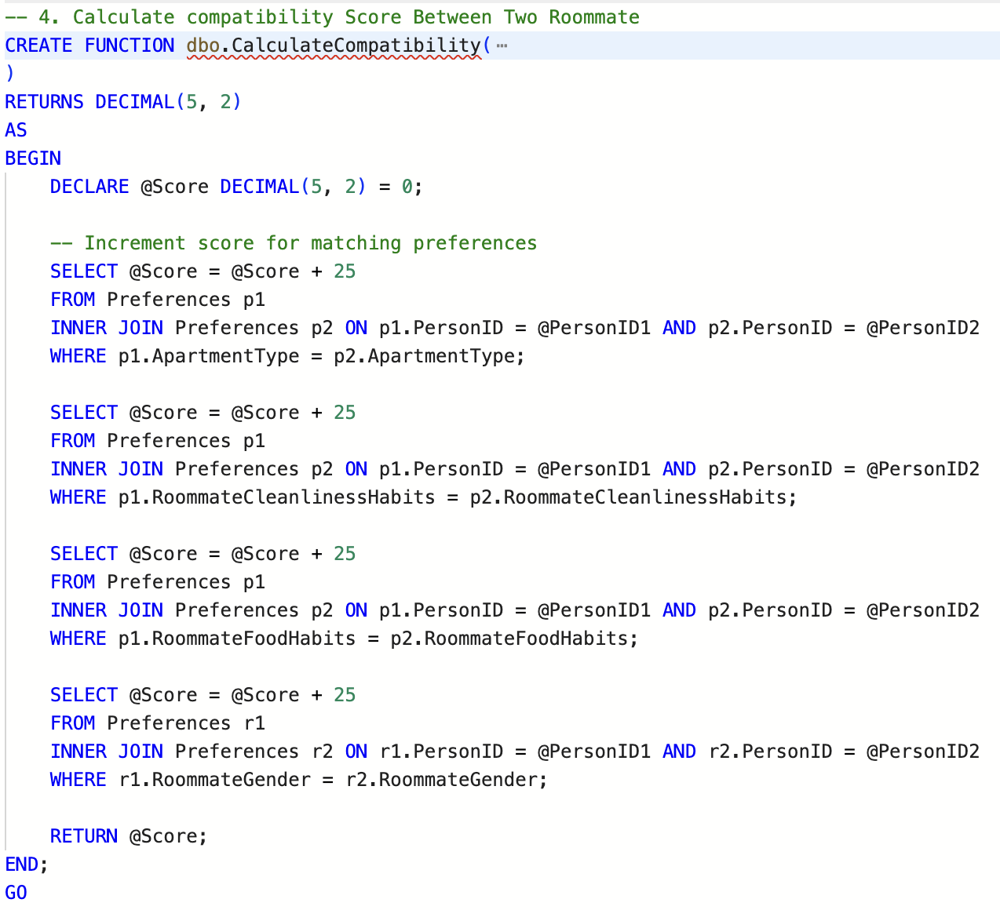 -- 4. Calculate compatibility Score Between Two Roommate
CREATE FUNCTION dbo.CalculateCompatibility( ⋯
)
RETURNS DECIMAL(5, 2)
AS
BEGIN
    DECLARE @Score DECIMAL(5, 2) = 0;

    -- Increment score for matching preferences
    SELECT @Score = @Score + 25
    FROM Preferences p1
    INNER JOIN Preferences p2 ON p1.PersonID = @PersonID1 AND p2.PersonID = @PersonID2
    WHERE p1.ApartmentType = p2.ApartmentType;

    SELECT @Score = @Score + 25
    FROM Preferences p1
    INNER JOIN Preferences p2 ON p1.PersonID = @PersonID1 AND p2.PersonID = @PersonID2
    WHERE p1.RoommateCleanlinessHabits = p2.RoommateCleanlinessHabits;

    SELECT @Score = @Score + 25
    FROM Preferences p1
    INNER JOIN Preferences p2 ON p1.PersonID = @PersonID1 AND p2.PersonID = @PersonID2
    WHERE p1.RoommateFoodHabits = p2.RoommateFoodHabits;

    SELECT @Score = @Score + 25
    FROM Preferences r1
    INNER JOIN Preferences r2 ON r1.PersonID = @PersonID1 AND r2.PersonID = @PersonID2
    WHERE r1.RoommateGender = r2.RoommateGender;

    RETURN @Score;
END;
GO